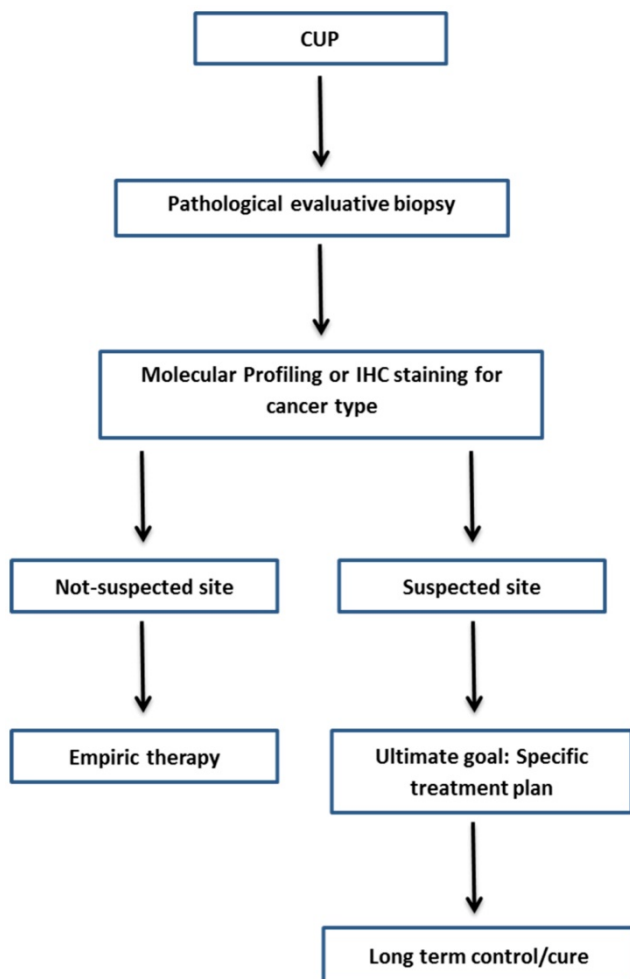 CUP
Pathological evaluative biopsy
Molecular Profiling or IHC staining for
cancer type
Not-suspected site
Suspected site
Empiric therapy
Ultimate goal: Specific
treatment plan
Long term control/cure